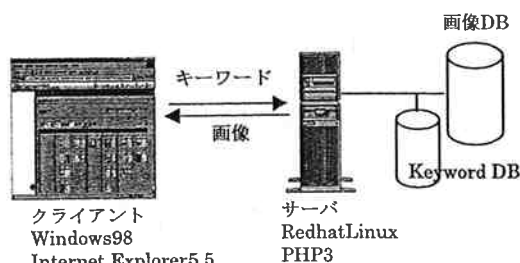 画像DB
キーワード
画像
Keyword DB
クライアント
Windows98
Internet Explorer5.5
サーバ
RedhatLinux
PHP3